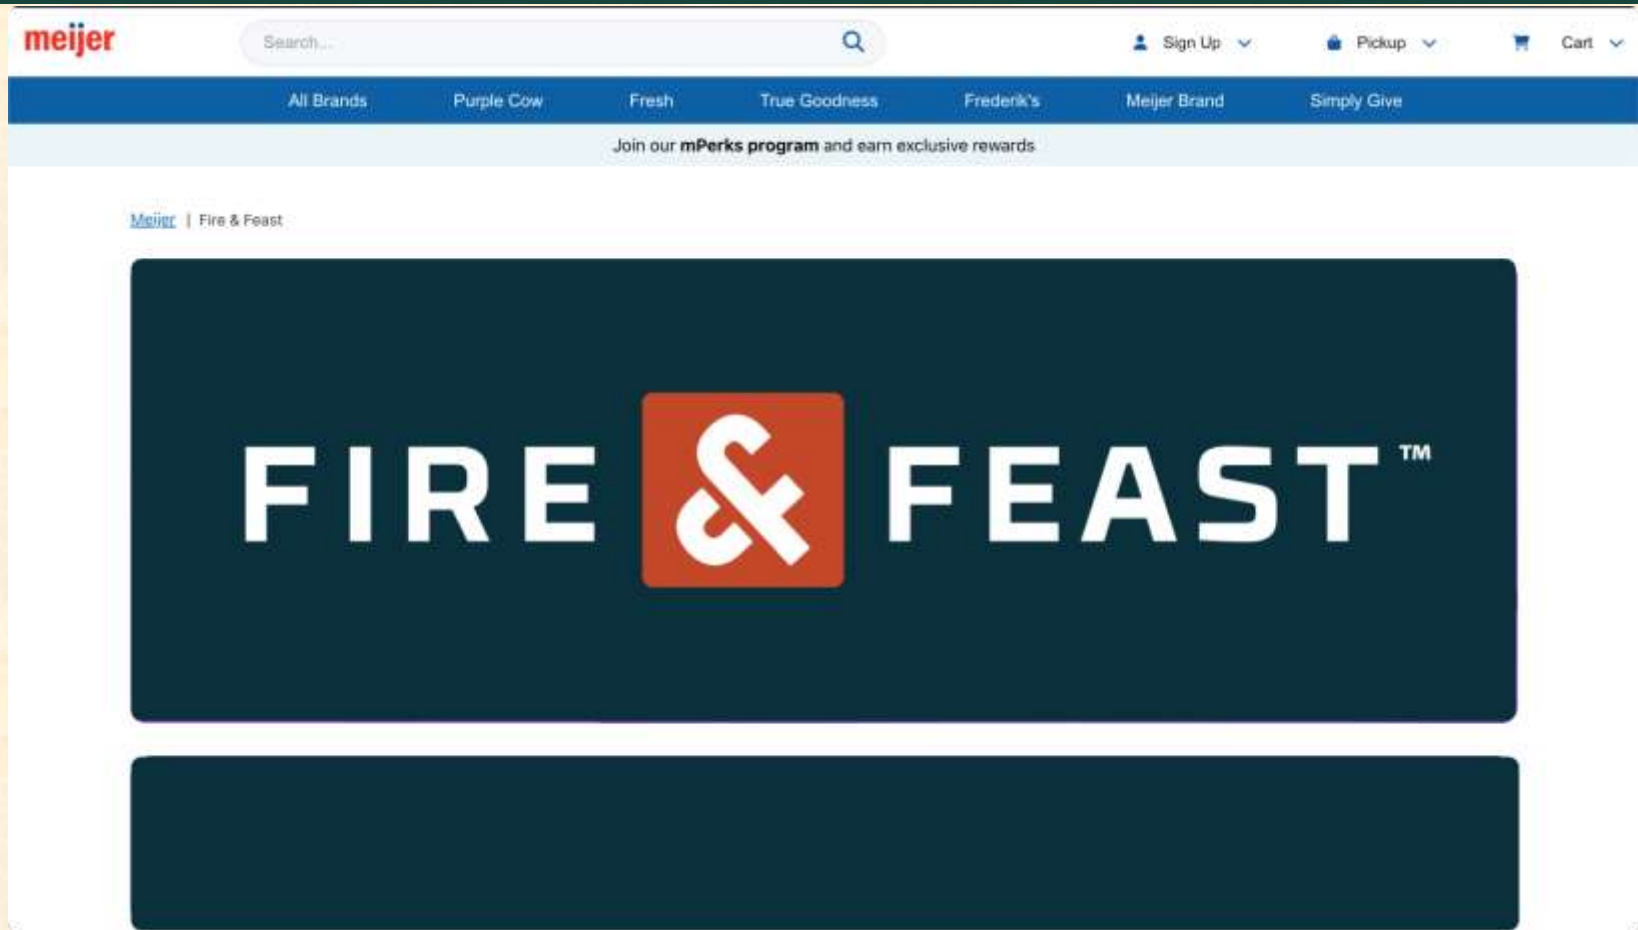 meijer
Search...
Sign Up
Pickup
Cart
All Brands
Purple Cow
Fresh
True Goodness
Frederik's
Meijer Brand
Simply Give
Join our mPerks program and earn exclusive rewards
Meijer | Fire & Feast
FIRE & FEAST™